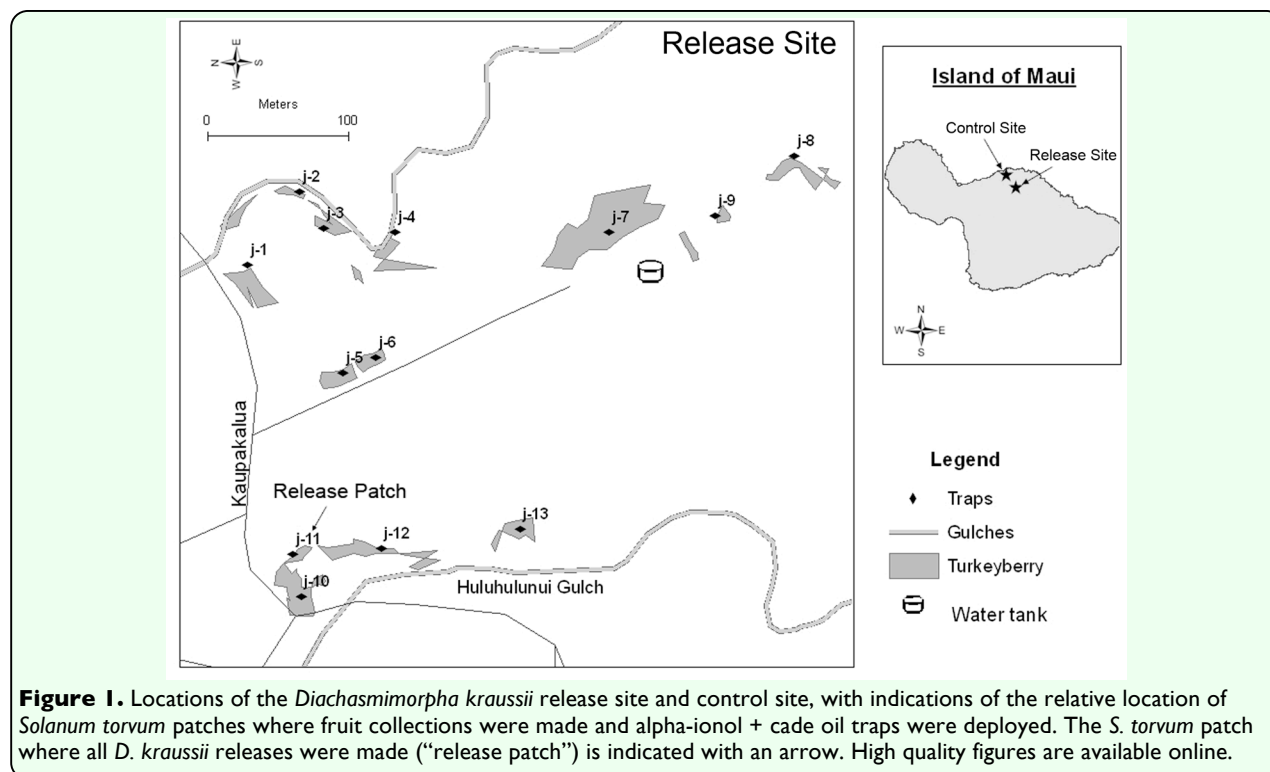 Release Site
E
N
S
W
Meters
0
100
j-1
j-2
j-3
j-4
j-5
j-6
j-7
j-8
j-9
Kaupakalua
Release Patch
j-11
j-12
j-13
j-10
Huluhulunui Gulch
Island of Maui
Control Site
Release Site
N
W
E
S
Legend
Traps
Gulches
Turkeyberry
Water tank
Figure 1. Locations of the Diachasmimorpha kraussii release site and control site, with indications of the relative location of
Solanum torvum patches where fruit collections were made and alpha-ionol + cade oil traps were deployed. The S. torvum patch
where all D. kraussii releases were made (“release patch”) is indicated with an arrow. High quality figures are available online.